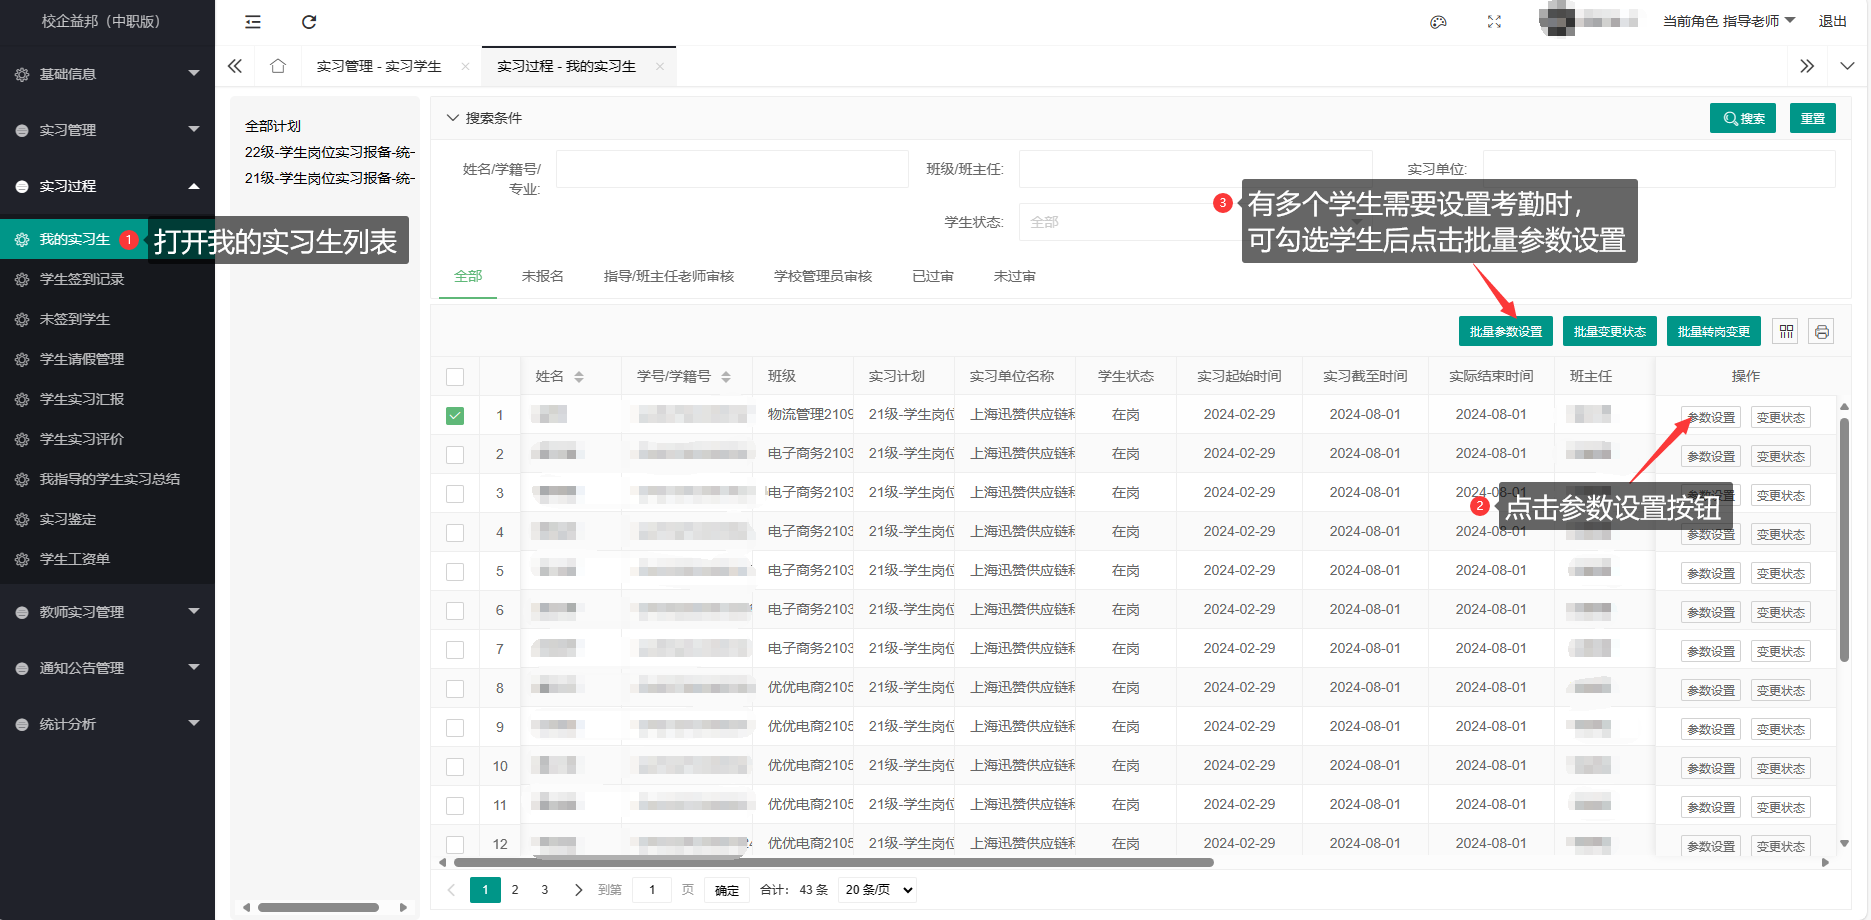 校企益邦（中职版）
当前角色 指导老师
退出
基础信息
实习管理
实习过程
我的实习生
1
打开我的实习生列表
学生签到记录
未签到学生
学生请假管理
学生实习汇报
学生实习评价
我指导的学生实习总结
实习鉴定
学生工资单
教师实习管理
通知公告管理
统计分析
实习管理 - 实习学生
实习过程 - 我的实习生
全部计划
22级-学生岗位实习报备-统一
21级-学生岗位实习报备-统一
搜索条件
搜索
重置
姓名/学籍号/
专业:
班级/班主任:
实习单位:
学生状态:
全部
3
有多个学生需要设置考勤时，
可勾选学生后点击批量参数设置
全部 未报名 指导/班主任老师审核 学校管理员审核 已过审 未过审
批量参数设置 批量变更状态 批量转岗变更
姓名 学号/学籍号 班级 实习计划 实习单位名称 学生状态 实习起始时间 实习截至时间 实际结束时间 班主任 操作
1 物流管理2109 21级-学生岗位 上海迅赞供应链科 在岗 2024-02-29 2024-08-01 2024-08-01 参数设置 变更状态
2 电子商务2103 21级-学生岗位 上海迅赞供应链科 在岗 2024-02-29 2024-08-01 2024-08-01 参数设置 变更状态
3 电子商务2103 21级-学生岗位 上海迅赞供应链科 在岗 2024-02-29 2024-08-01 2024-08-01 参数设置 变更状态
2
点击参数设置按钮
4 电子商务2103 21级-学生岗位 上海迅赞供应链科 在岗 2024-02-29 2024-08-01 2024-08-01 参数设置 变更状态
5 电子商务2103 21级-学生岗位 上海迅赞供应链科 在岗 2024-02-29 2024-08-01 2024-08-01 参数设置 变更状态
6 电子商务2103 21级-学生岗位 上海迅赞供应链科 在岗 2024-02-29 2024-08-01 2024-08-01 参数设置 变更状态
7 电子商务2103 21级-学生岗位 上海迅赞供应链科 在岗 2024-02-29 2024-08-01 2024-08-01 参数设置 变更状态
8 优优电商2105 21级-学生岗位 上海迅赞供应链科 在岗 2024-02-29 2024-08-01 2024-08-01 参数设置 变更状态
9 优优电商2105 21级-学生岗位 上海迅赞供应链科 在岗 2024-02-29 2024-08-01 2024-08-01 参数设置 变更状态
10 优优电商2105 21级-学生岗位 上海迅赞供应链科 在岗 2024-02-29 2024-08-01 2024-08-01 参数设置 变更状态
11 优优电商2105 21级-学生岗位 上海迅赞供应链科 在岗 2024-02-29 2024-08-01 2024-08-01 参数设置 变更状态
12 优优电商2105 21级-学生岗位 上海迅赞供应链科 在岗 2024-02-29 2024-08-01 2024-08-01 参数设置 变更状态
1 2 3 到第 1 页 确定 合计： 43 条 20 条/页